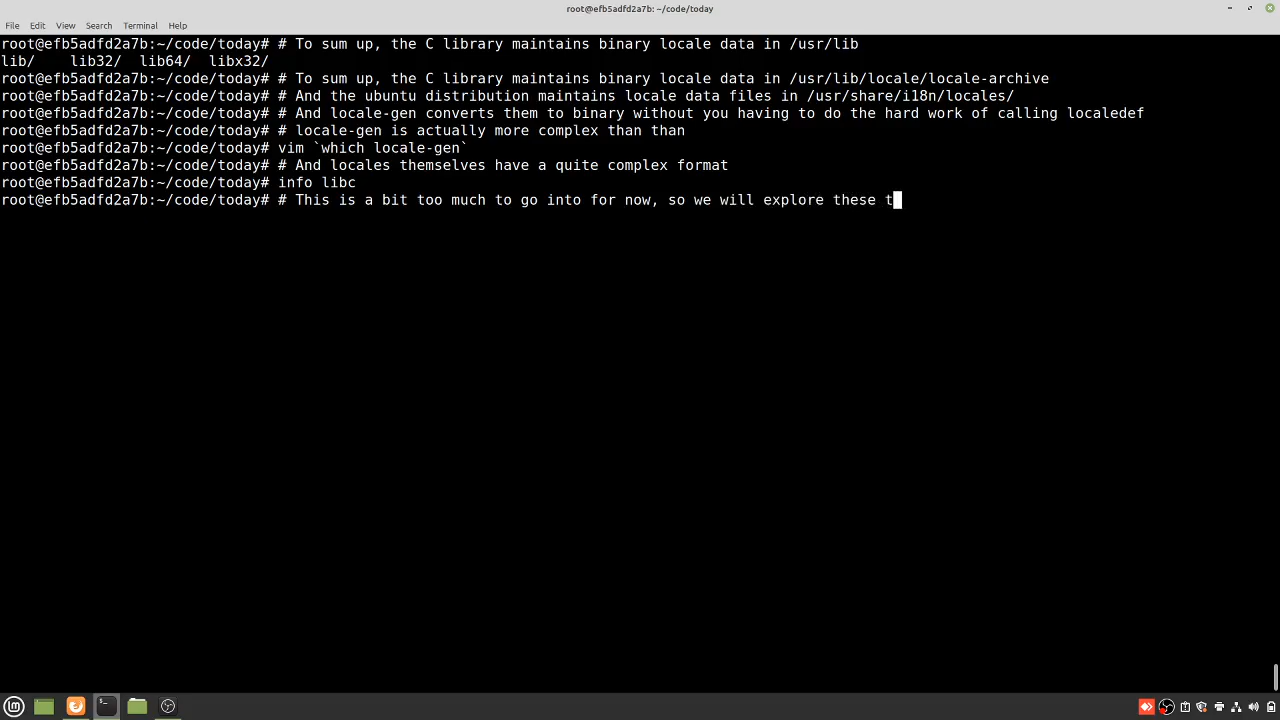 root@efb5adfd2a7b: ~/code/today
File Edit View Search Terminal Help
root@efb5adfd2a7b:~/code/today# # To sum up, the C library maintains binary locale data in /usr/lib
lib/    lib32/  lib64/  libx32/
root@efb5adfd2a7b:~/code/today# # To sum up, the C library maintains binary locale data in /usr/lib/locale/locale-archive
root@efb5adfd2a7b:~/code/today# # And the ubuntu distribution maintains locale data files in /usr/share/i18n/locales/
root@efb5adfd2a7b:~/code/today# # And locale-gen converts them to binary without you having to do the hard work of calling localedef
root@efb5adfd2a7b:~/code/today# # locale-gen is actually more complex than than
root@efb5adfd2a7b:~/code/today# vim `which locale-gen`
root@efb5adfd2a7b:~/code/today# # And locales themselves have a quite complex format
root@efb5adfd2a7b:~/code/today# info libc
root@efb5adfd2a7b:~/code/today# # This is a bit too much to go into for now, so we will explore these t